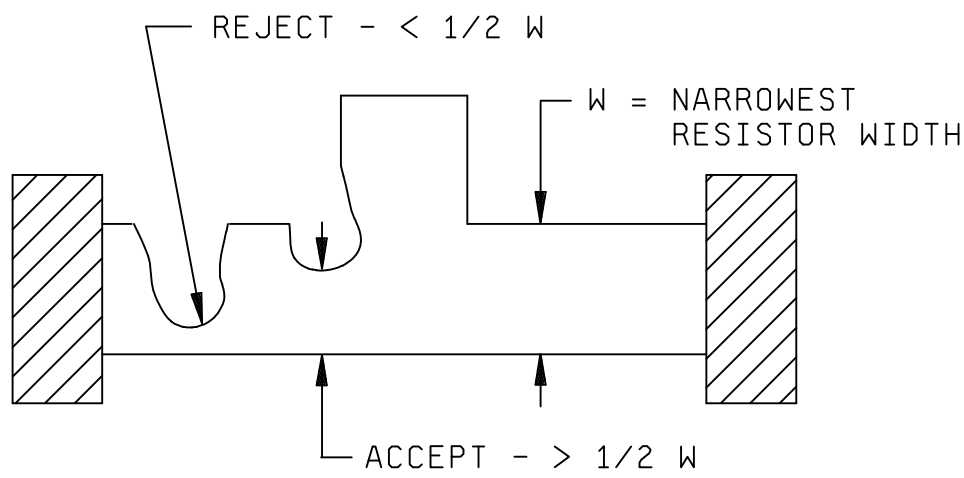 REJECT - < 1/2 W
W = NARROWEST
RESISTOR WIDTH
ACCEPT - > 1/2 W